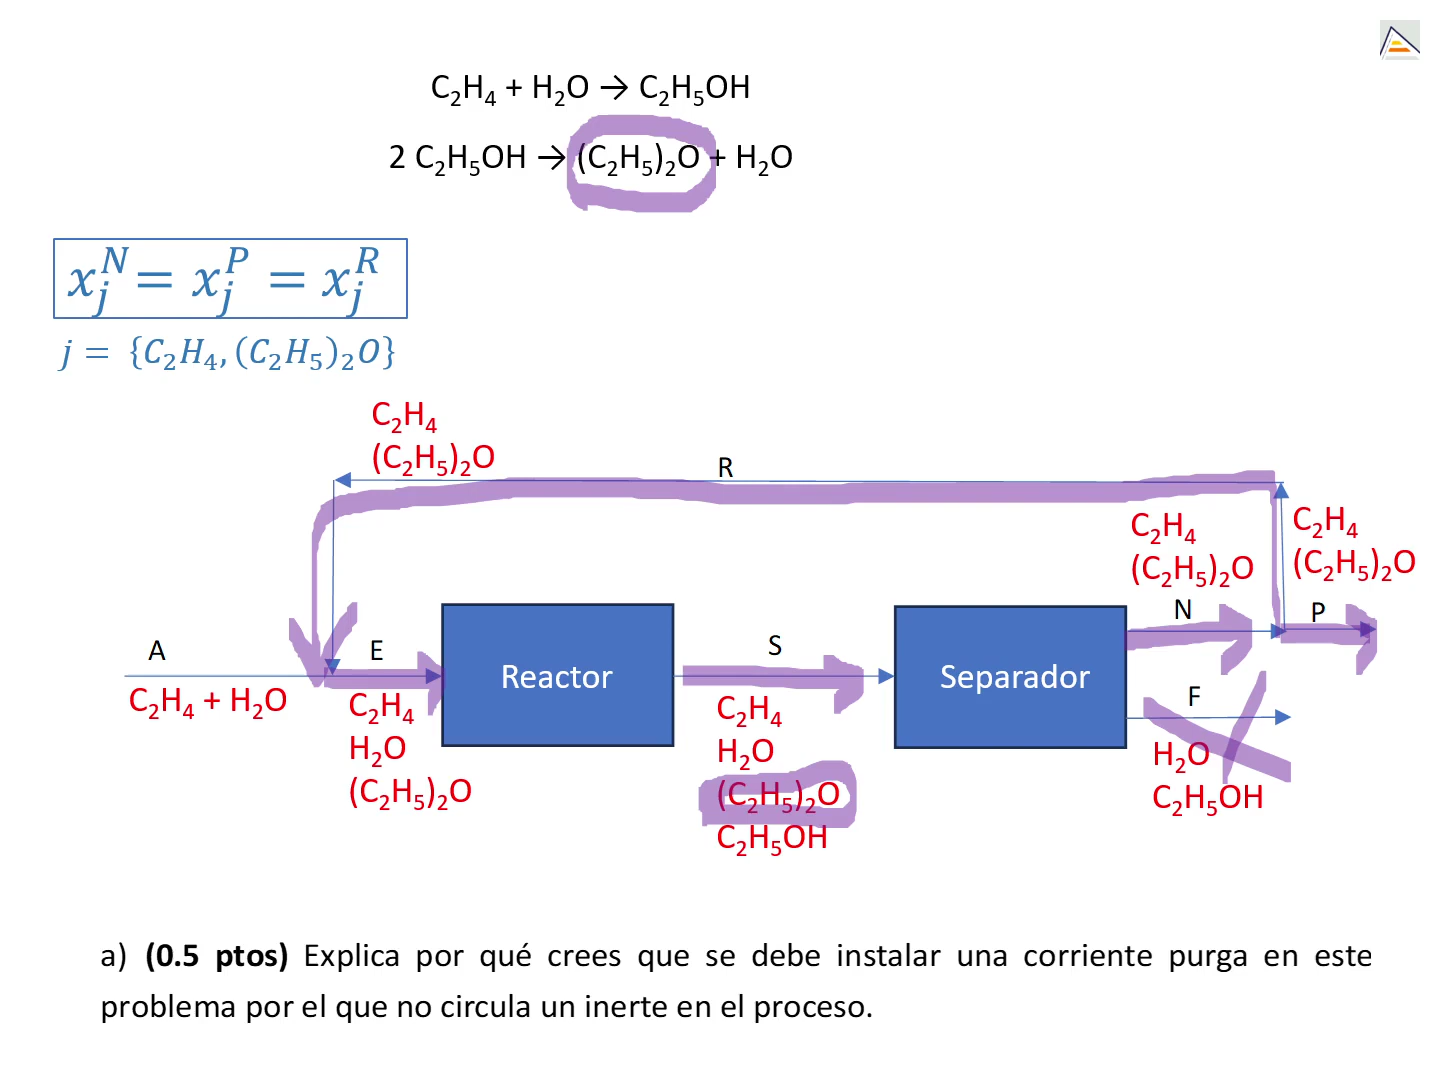 C₂H₄ + H₂O → C₂H₅OH
2 C₂H₅OH → (C₂H₅)₂O + H₂O
x_j^N = x_j^P = x_j^R
j = {C₂H₄, (C₂H₅)₂O}
C₂H₄
(C₂H₅)₂O
R
C₂H₄
(C₂H₅)₂O
C₂H₄
(C₂H₅)₂O
N
P
A
E
S
Reactor
Separador
F
C₂H₄ + H₂O
C₂H₄
H₂O
(C₂H₅)₂O
C₂H₄
H₂O
(C₂H₅)₂O
C₂H₅OH
H₂O
C₂H₅OH
a) (0.5 ptos) Explica por qué crees que se debe instalar una corriente purga en este
problema por el que no circula un inerte en el proceso.